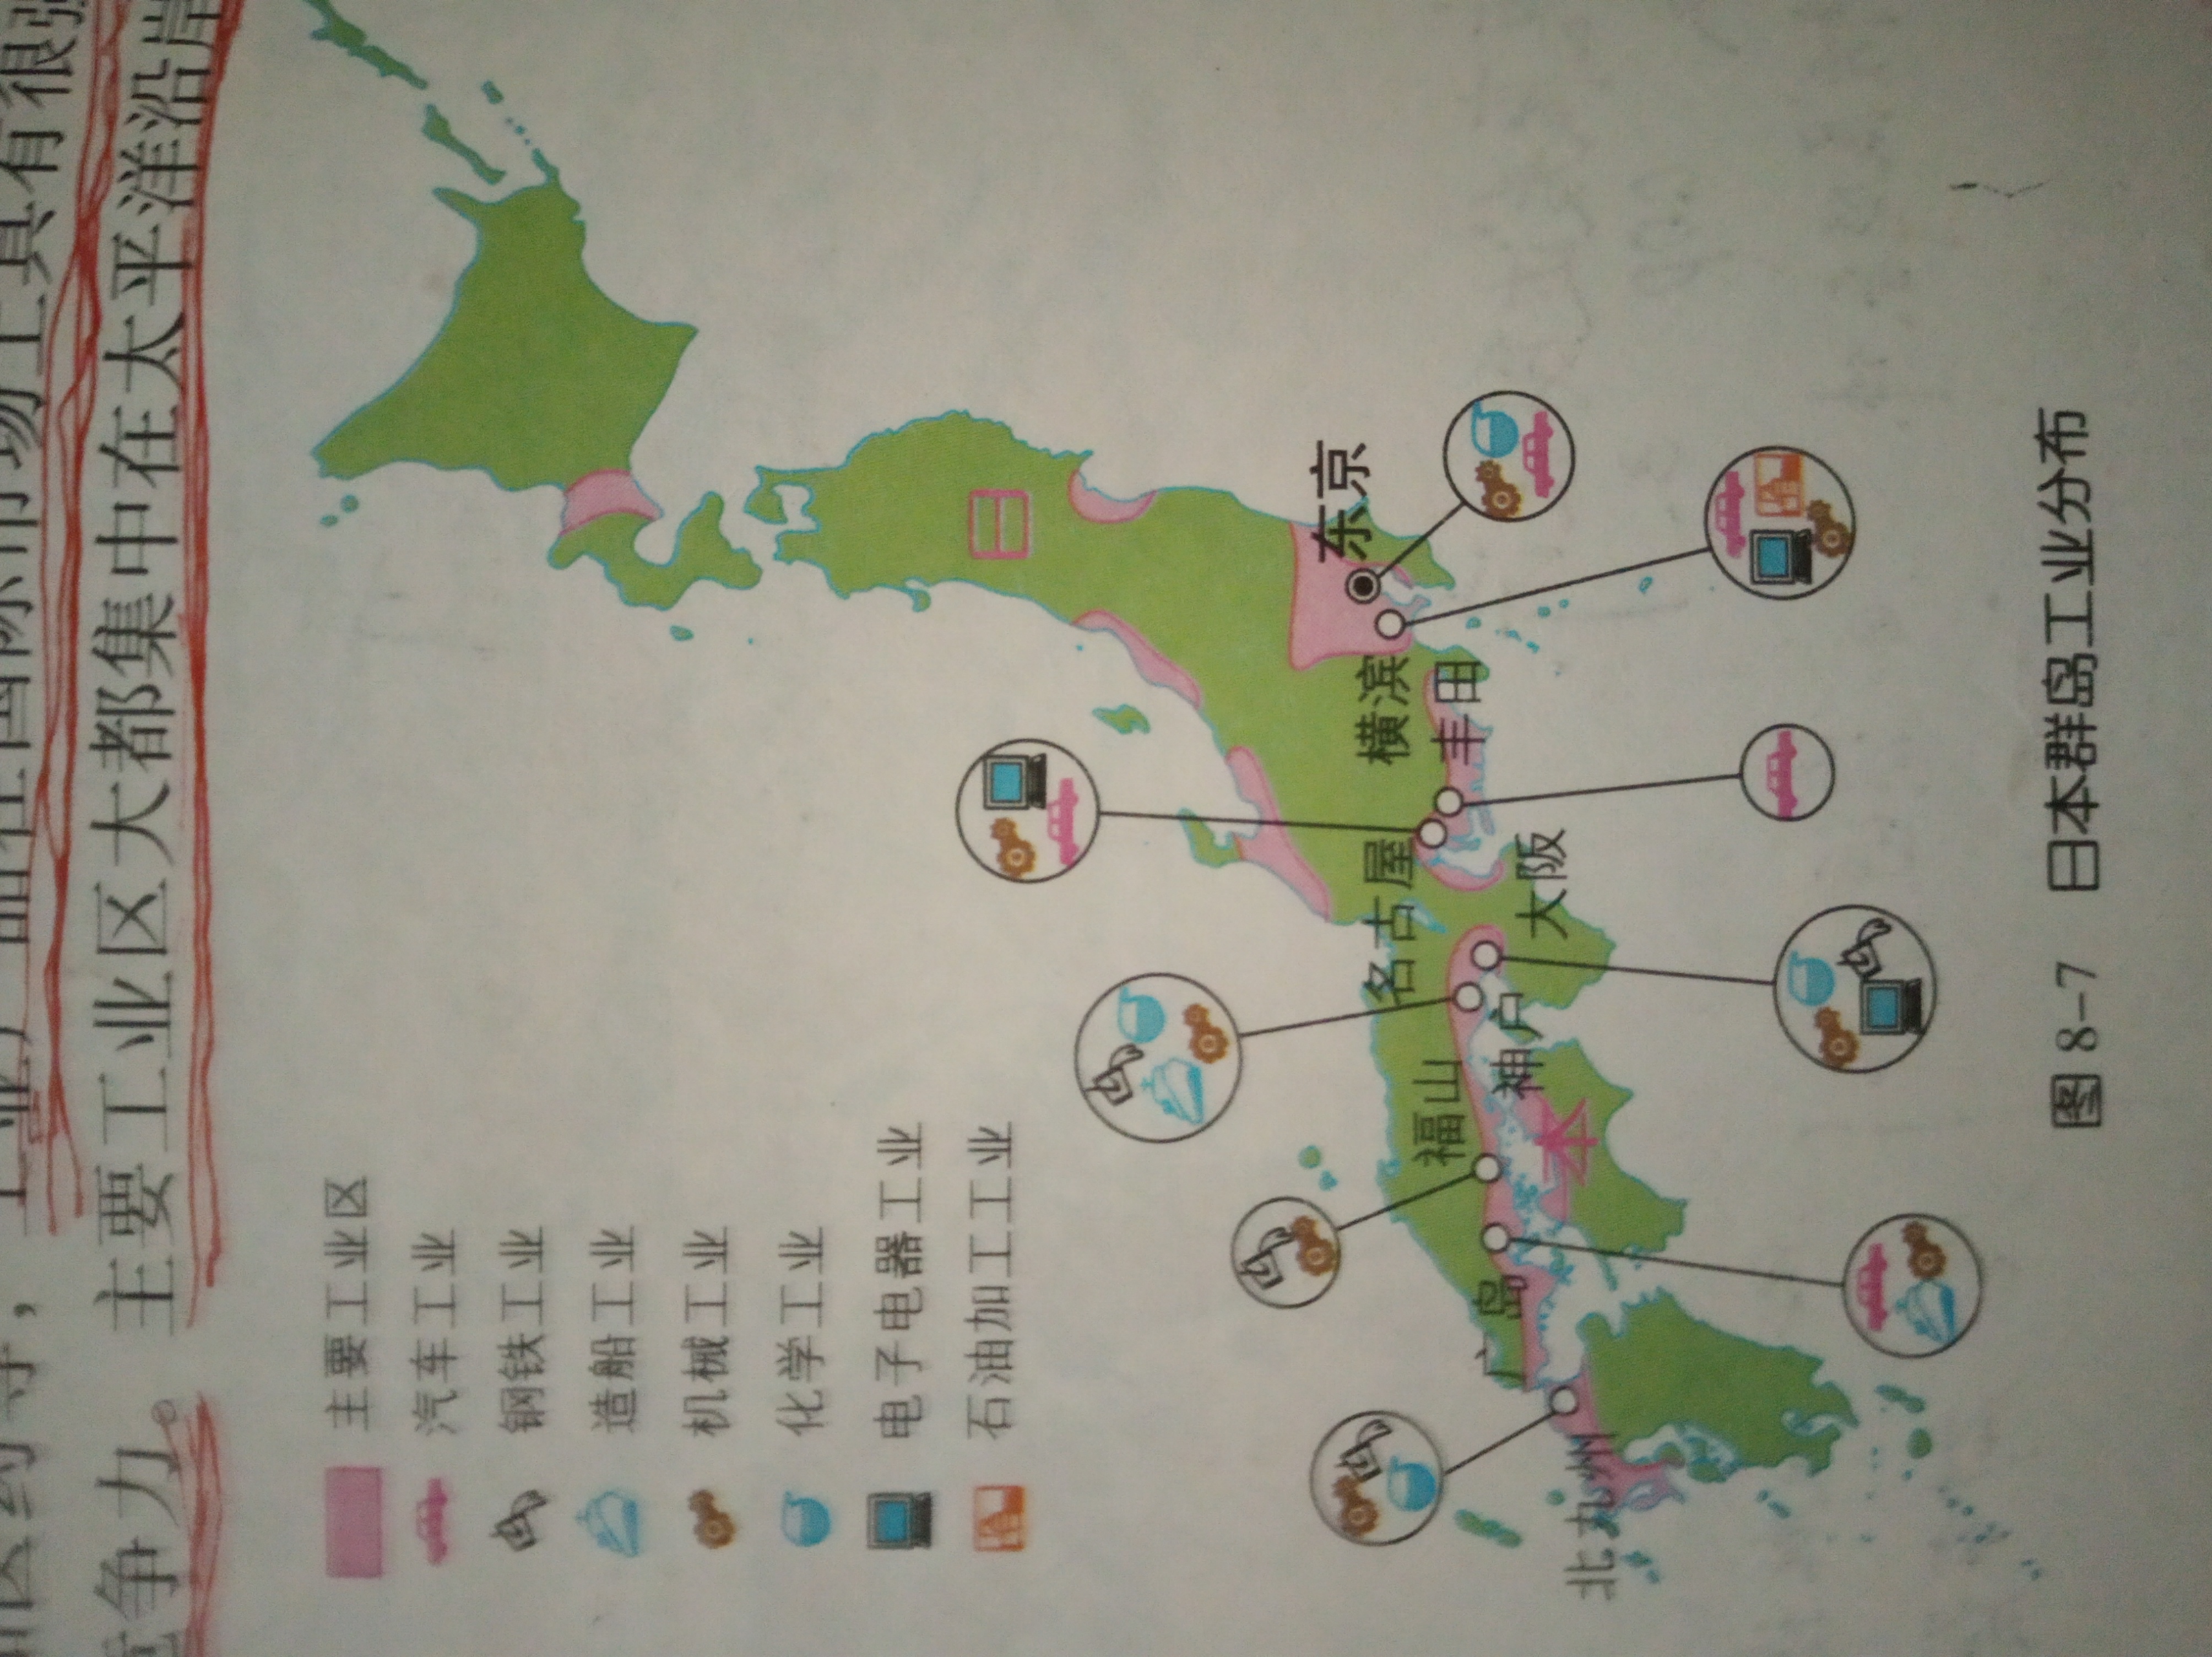 工业产品在国际市场上具有很强
竞争力。主要工业区大都集中在太平洋沿岸
主要工业区
汽车工业
钢铁工业
造船工业
机械工业
化学工业
电子电器工业
石油加工工业
日
本
东京
横滨
丰田
名古屋
大阪
神户
福山
广岛
北九州
图 8-7 日本群岛工业分布